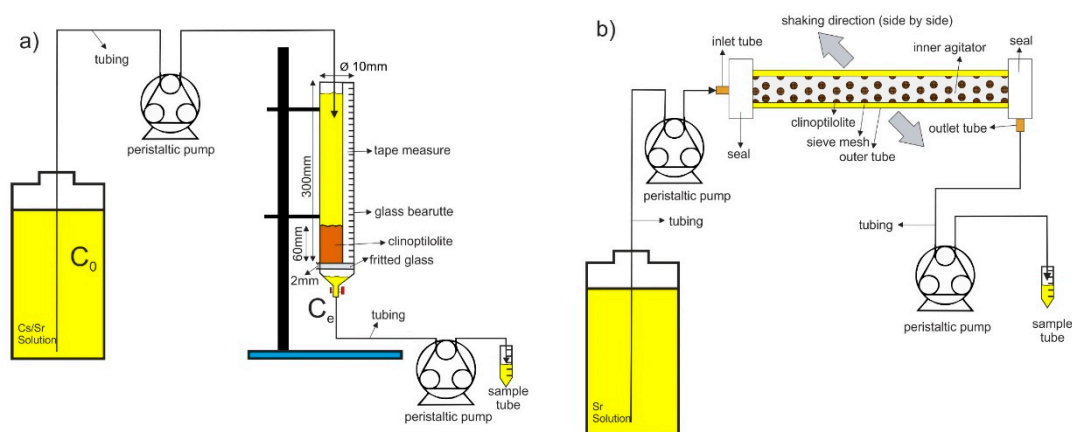 a)
tubing
peristaltic pump
Ø 10mm
300mm
60mm
2mm
tape measure
glass bearutte
clinoptilolite
fritted glass
C0
Cs/Sr
Solution
Ce
tubing
peristaltic pump
sample
tube
b)
shaking direction (side by side)
inlet tube
inner agitator
seal
clinoptilolite
sieve mesh
outer tube
outlet tube
seal
peristaltic pump
tubing
tubing
Sr
Solution
peristaltic pump
sample
tube